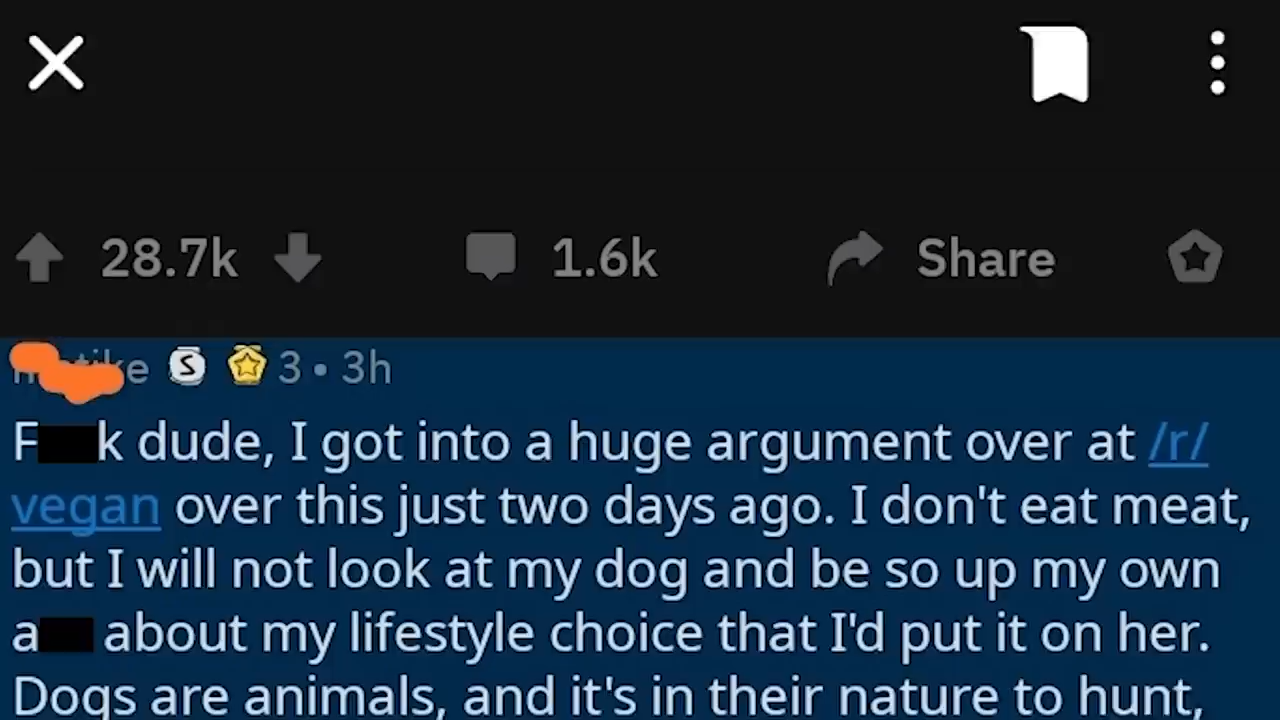 28.7k 1.6k Share
3 • 3h
F k dude, I got into a huge argument over at /r/
vegan over this just two days ago. I don't eat meat,
but I will not look at my dog and be so up my own
a about my lifestyle choice that I'd put it on her.
Dogs are animals, and it's in their nature to hunt,